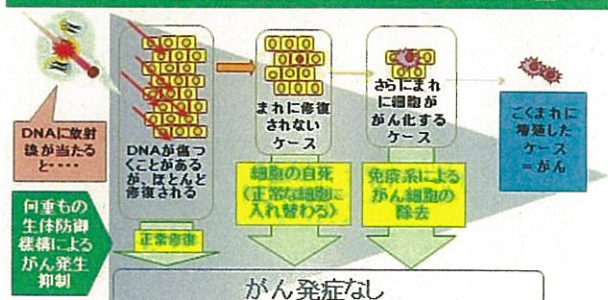 DNAに放射
線が当たる
と・・・・
DNAが傷つ
くことがある
が、ほとんど
修復される
まれに修復
されない
ケース
さらにまれ
に細胞が
がん化する
ケース
ごくまれに
増殖した
ケース
=がん
何重もの
生体防御
機構による
がん発生
抑制
正常修復
細胞の自死
(正常な細胞に
入れ替わる)
免疫系による
がん細胞の
除去
がん発症なし